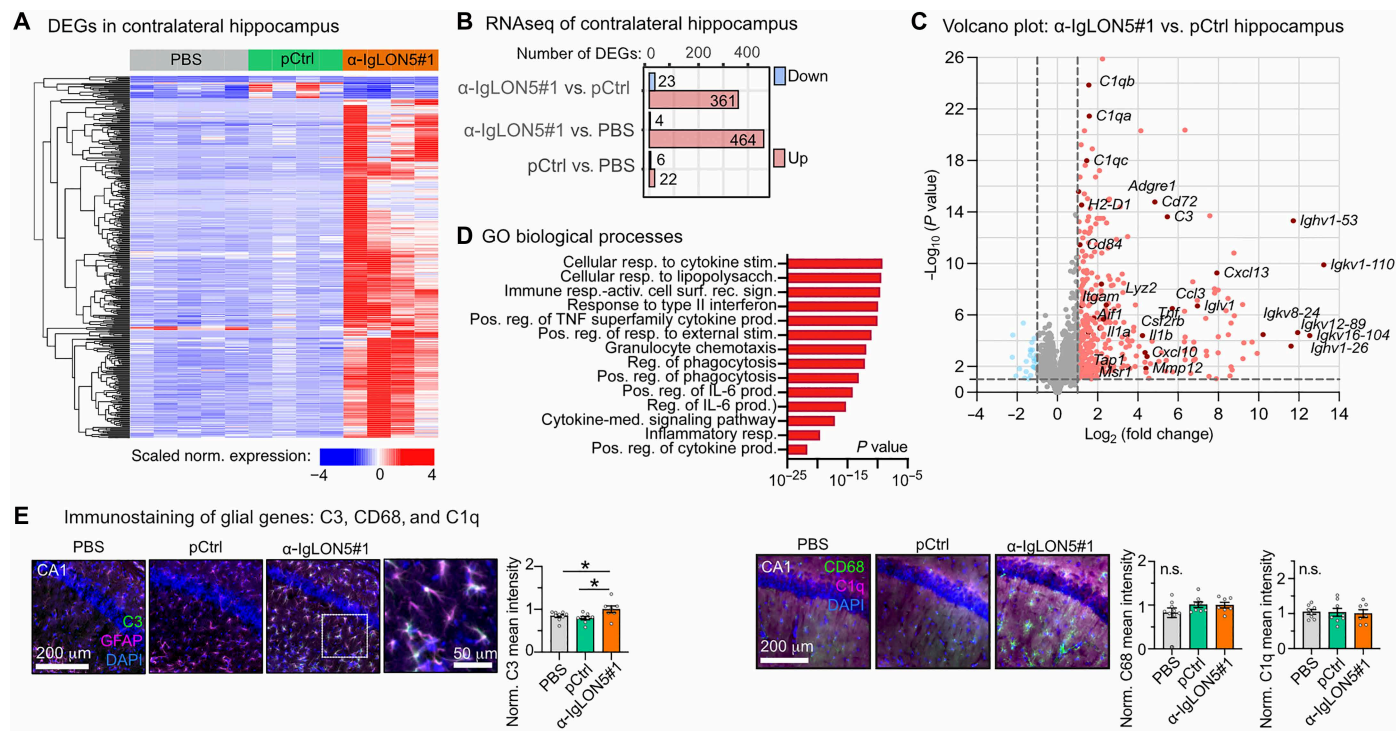 A DEGs in contralateral hippocampus
PBS pCtrl α-IgLON5#1
Scaled norm. expression:
−4 0 4
B RNAseq of contralateral hippocampus
Number of DEGs: 0 200 400
α-IgLON5#1 vs. pCtrl 23 361
α-IgLON5#1 vs. PBS 4 464
pCtrl vs. PBS 6 22
Down
Up
C Volcano plot: α-IgLON5#1 vs. pCtrl hippocampus
−Log10 (P value)
26
22
18
14
10
6
2
0
C1qb
C1qa
C1qc
Adgre1
Cd72
H2-D1
C3
Ighv1-53
Cd84
Igkv1-110
Cxcl13
Lyz2
Itgam
Ccl3
Iglv1
Tnf
Aif1
Igkv8-24
Csf2rb
Igkv12-89
Il1a
Il1b
Igkv16-104
Ighv1-26
Cxcl10
Tap1
Mmp12
Msr1
−4 −2 0 2 4 6 8 10 12 14
Log2 (fold change)
D GO biological processes
Cellular resp. to cytokine stim.
Cellular resp. to lipopolysacch.
Immune resp.-activ. cell surf. rec. sign.
Response to type II interferon
Pos. reg. of TNF superfamily cytokine prod.
Pos. reg. of resp. to external stim.
Granulocyte chemotaxis
Reg. of phagocytosis
Pos. reg. of phagocytosis
Pos. reg. of IL-6 prod.
Reg. of IL-6 prod.)
Cytokine-med. signaling pathway
Inflammatory resp.
Pos. reg. of cytokine prod.
P value
10−25 10−15 10−5
E Immunostaining of glial genes: C3, CD68, and C1q
PBS pCtrl α-IgLON5#1
CA1
C3
GFAP
DAPI
200 µm
50 µm
Norm. C3 mean intensity
2
1
0
*
*
PBS
pCtrl
α-IgLON5#1
PBS pCtrl α-IgLON5#1
CA1
CD68
C1q
DAPI
200 µm
Norm. C68 mean intensity
2
1
0
n.s.
PBS
pCtrl
α-IgLON5#1
Norm. C1q mean intensity
2
1
0
n.s.
PBS
pCtrl
α-IgLON5#1